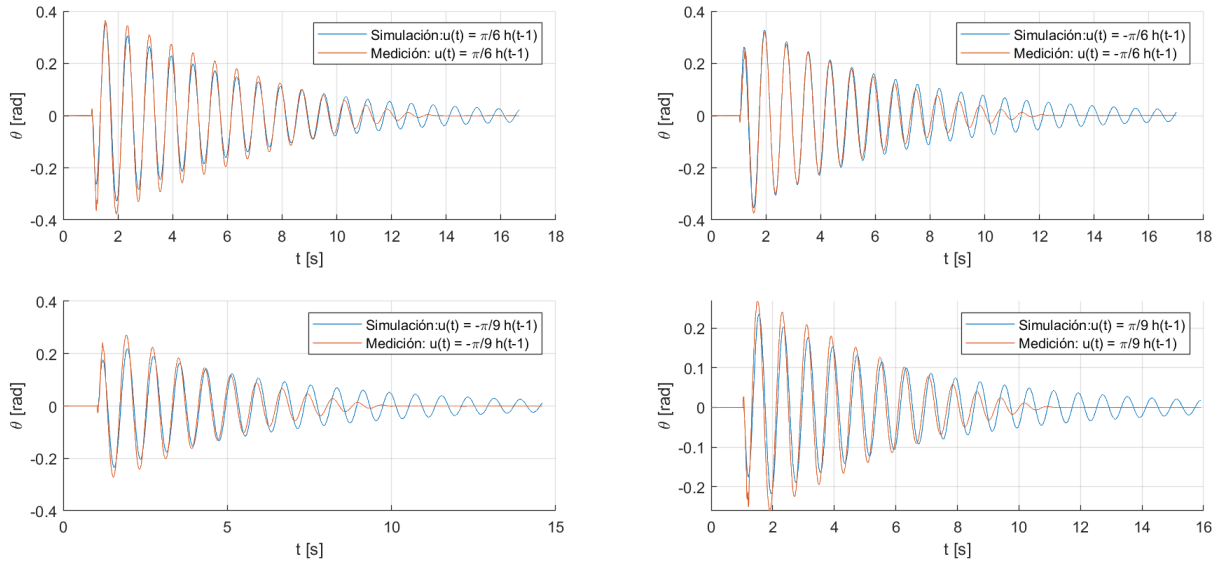 0.4
0.2
0
-0.2
-0.4
θ [rad]
Simulación:u(t) = π/6 h(t-1)
Medición: u(t) = π/6 h(t-1)
0 2 4 6 8 10 12 14 16 18
t [s]
0.4
0.2
0
-0.2
-0.4
θ [rad]
Simulación:u(t) = -π/6 h(t-1)
Medición: u(t) = -π/6 h(t-1)
0 2 4 6 8 10 12 14 16 18
t [s]
0.4
0.2
0
-0.2
-0.4
θ [rad]
Simulación:u(t) = -π/9 h(t-1)
Medición: u(t) = -π/9 h(t-1)
0 5 10 15
t [s]
0.2
0.1
0
-0.1
-0.2
θ [rad]
Simulación:u(t) = π/9 h(t-1)
Medición: u(t) = π/9 h(t-1)
0 2 4 6 8 10 12 14 16
t [s]